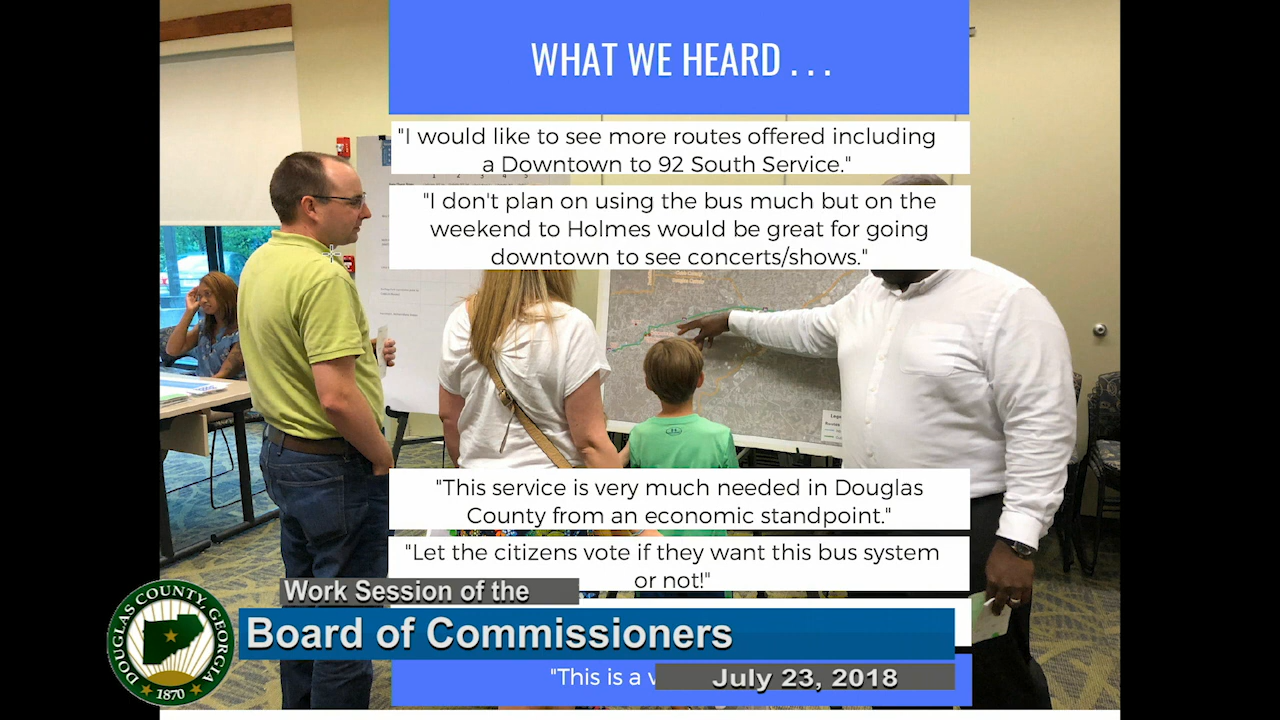 WHAT WE HEARD . . .
"I would like to see more routes offered including
a Downtown to 92 South Service."
"I don't plan on using the bus much but on the
weekend to Holmes would be great for going
downtown to see concerts/shows."
"This service is very much needed in Douglas
County from an economic standpoint."
"Let the citizens vote if they want this bus system
or not!"
Work Session of the
Board of Commissioners
"This is a
July 23, 2018
DOUGLAS COUNTY, GEORGIA
1870